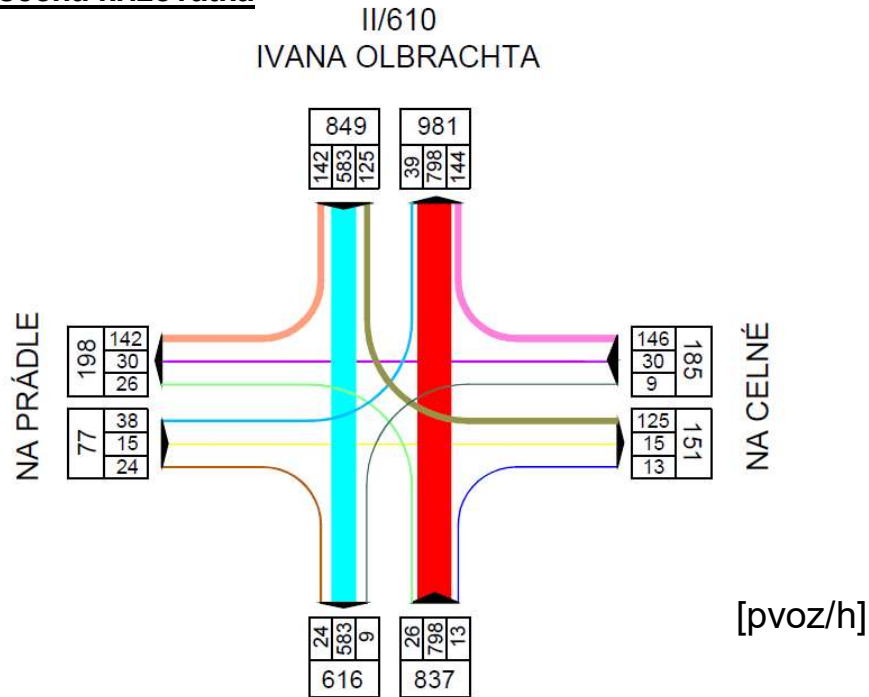 II/610
IVANA OLBRACHTA
849 981
142 583 125 39 798 144
NA PRÁDLE
198
142
30
26
77
38
15
24
146
30
9
185
125
15
13
151
NA CELNÉ
24 583 9 26 798 13
616 837
[pvoz/h]